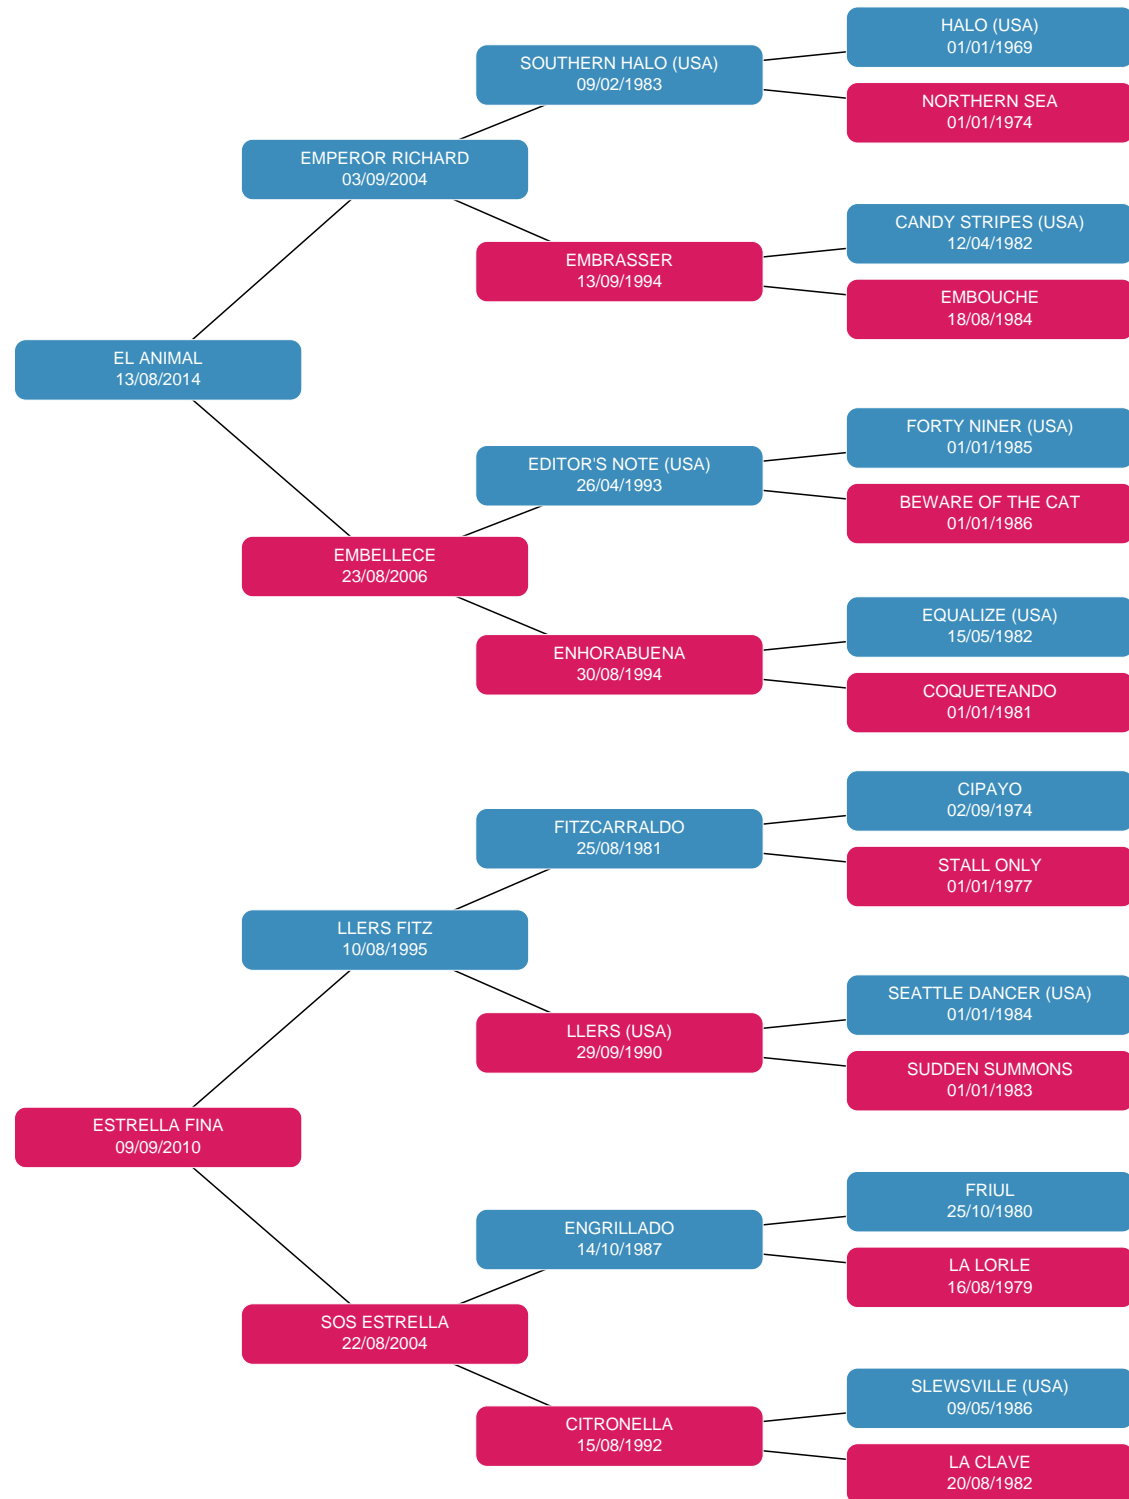 HALO (USA)
01/01/1969
SOUTHERN HALO (USA)
09/02/1983
NORTHERN SEA
01/01/1974
EMPEROR RICHARD
03/09/2004
CANDY STRIPES (USA)
12/04/1982
EMBRASSER
13/09/1994
EMBOUCHE
18/08/1984
EL ANIMAL
13/08/2014
FORTY NINER (USA)
01/01/1985
EDITOR'S NOTE (USA)
26/04/1993
BEWARE OF THE CAT
01/01/1986
EMBELLECE
23/08/2006
EQUALIZE (USA)
15/05/1982
ENHORABUENA
30/08/1994
COQUETEANDO
01/01/1981
CIPAYO
02/09/1974
FITZCARRALDO
25/08/1981
STALL ONLY
01/01/1977
LLERS FITZ
10/08/1995
SEATTLE DANCER (USA)
01/01/1984
LLERS (USA)
29/09/1990
SUDDEN SUMMONS
01/01/1983
ESTRELLA FINA
09/09/2010
FRIUL
25/10/1980
ENGRILLADO
14/10/1987
LA LORLE
16/08/1979
SOS ESTRELLA
22/08/2004
SLEWSVILLE (USA)
09/05/1986
CITRONELLA
15/08/1992
LA CLAVE
20/08/1982